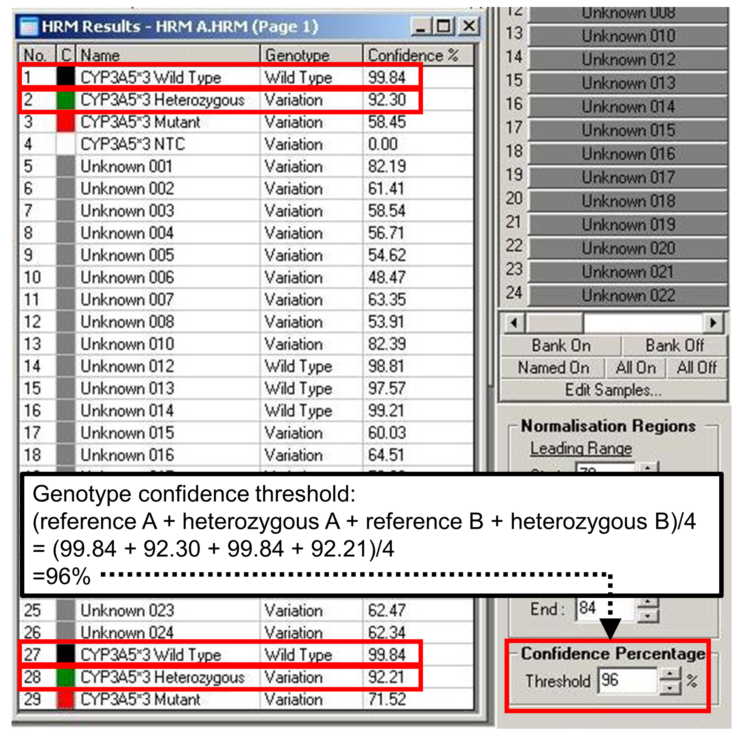 HRM Results - HRM A.HRM (Page 1)
No. C Name Genotype Confidence %
1 CYP3A5*3 Wild Type Wild Type 99.84
2 CYP3A5*3 Heterozygous Variation 92.30
3 CYP3A5*3 Mutant Variation 58.45
4 CYP3A5*3 NTC Variation 0.00
5 Unknown 001 Variation 82.19
6 Unknown 002 Variation 61.41
7 Unknown 003 Variation 58.54
8 Unknown 004 Variation 56.71
9 Unknown 005 Variation 54.62
10 Unknown 006 Variation 48.47
11 Unknown 007 Variation 63.35
12 Unknown 008 Variation 53.91
13 Unknown 010 Variation 82.39
14 Unknown 012 Wild Type 98.81
15 Unknown 013 Wild Type 97.57
16 Unknown 014 Wild Type 99.21
17 Unknown 015 Variation 60.03
18 Unknown 016 Variation 64.51
Genotype confidence threshold:
(reference A + heterozygous A + reference B + heterozygous B)/4
= (99.84 + 92.30 + 99.84 + 92.21)/4
=96%
25 Unknown 023 Variation 62.47
26 Unknown 024 Variation 62.34
27 CYP3A5*3 Wild Type Wild Type 99.84
28 CYP3A5*3 Heterozygous Variation 92.21
29 CYP3A5*3 Mutant Variation 71.52
12 Unknown 008
13 Unknown 010
14 Unknown 012
15 Unknown 013
16 Unknown 014
17 Unknown 015
18 Unknown 016
19 Unknown 017
20 Unknown 018
21 Unknown 019
22 Unknown 020
23 Unknown 021
24 Unknown 022
Bank On Bank Off
Named On All On All Off
Edit Samples...
Normalisation Regions
Leading Range
End: 84
Confidence Percentage
Threshold 96 %